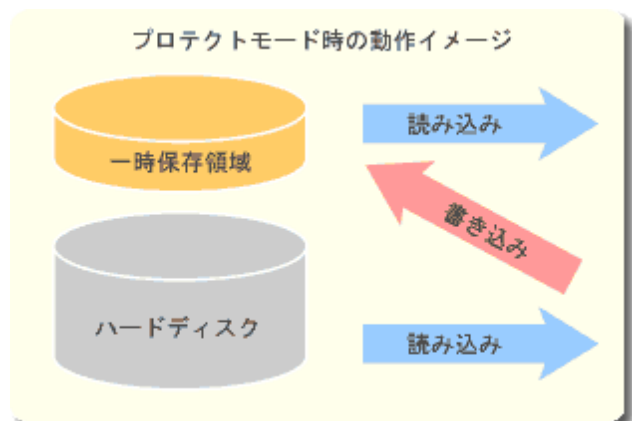 プロテクトモード時の動作イメージ
読み込み
一時保存領域
書き込み
ハードディスク
読み込み